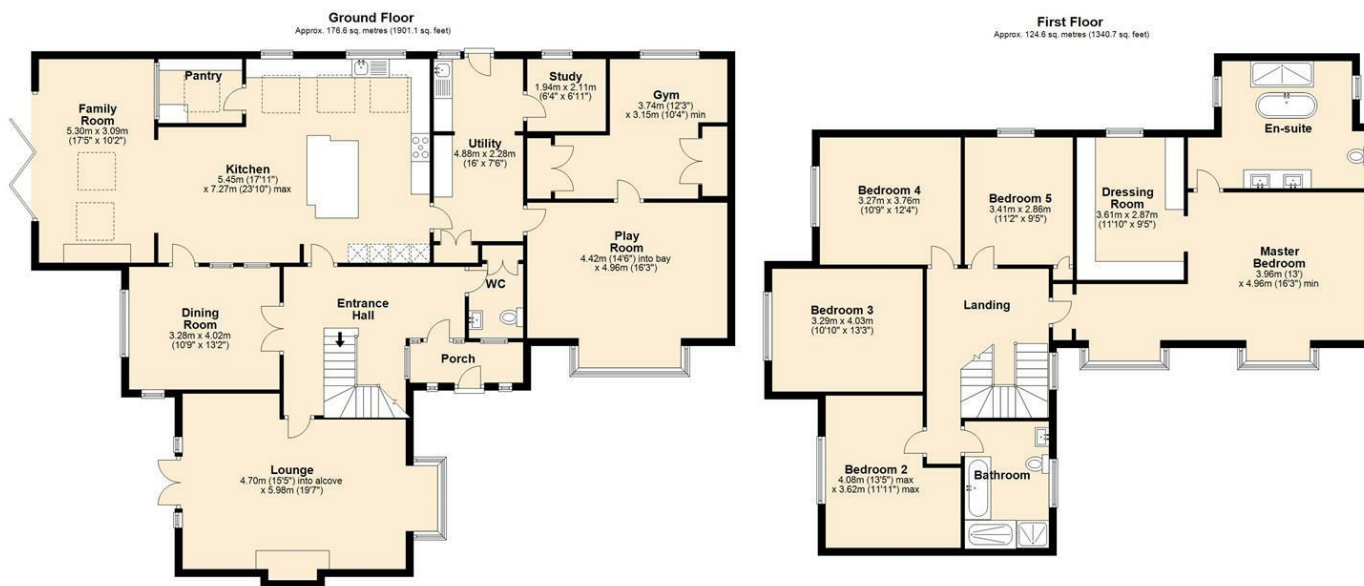 Ground Floor
Approx. 176.6 sq. metres (1901.1 sq. feet)
Pantry
Family
Room
5.30m x 3.09m
(17'5" x 10'2")
Kitchen
5.45m (17'11")
x 7.27m (23'10") max
Utility
4.88m x 2.28m
(16' x 7'6")
Study
1.94m x 2.11m
(6'4" x 6'11")
Gym
3.74m (12'3")
x 3.15m (10'4") min
Play
Room
4.42m (14'6") into bay
x 4.96m (16'3")
WC
Entrance
Hall
Dining
Room
3.28m x 4.02m
(10'9" x 13'2")
Porch
Lounge
4.70m (15'5") into alcove
x 5.98m (19'7")
First Floor
Approx. 124.6 sq. metres (1340.7 sq. feet)
En-suite
Bedroom 4
3.27m x 3.76m
(10'9" x 12'4")
Bedroom 5
3.41m x 2.86m
(11'2" x 9'5")
Dressing
Room
3.61m x 2.87m
(11'10" x 9'5")
Master
Bedroom
3.96m (13')
x 4.96m (16'3") min
Bedroom 3
3.29m x 4.03m
(10'10" x 13'3")
Landing
Bedroom 2
4.08m (13'5") max
x 3.62m (11'11") max
Bathroom